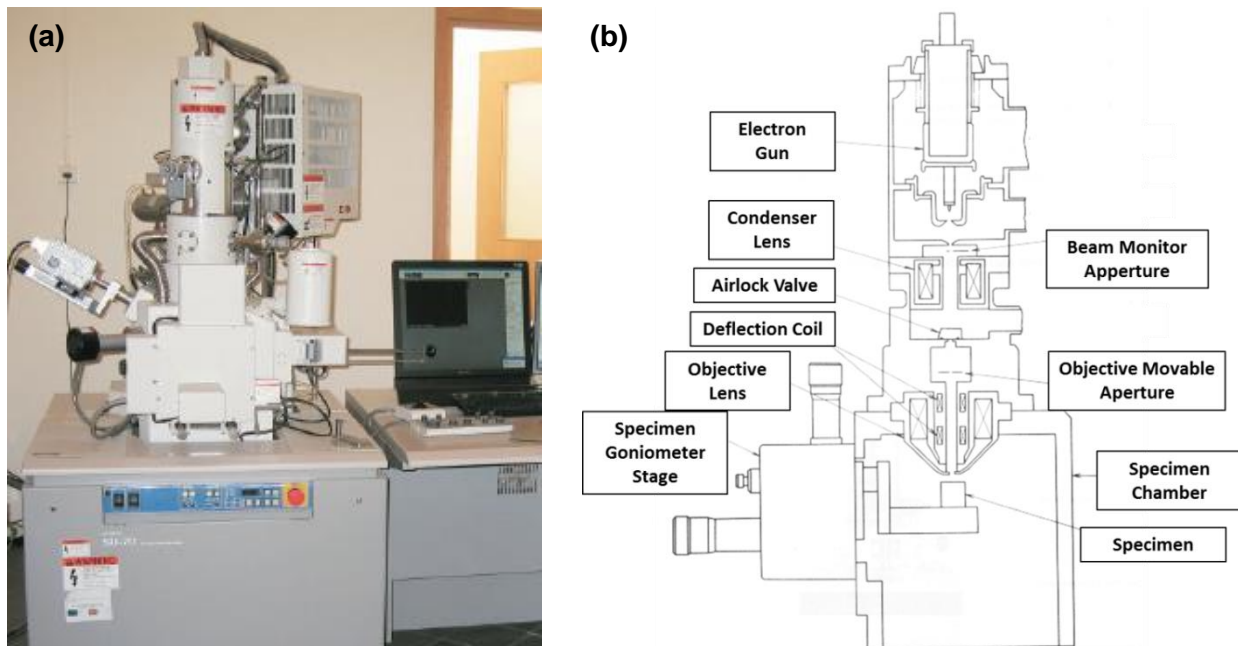 (a)
WARNING
(b)
Electron
Gun
Condenser
Lens
Beam Monitor
Apperture
Airlock Valve
Deflection Coil
Objective
Lens
Objective Movable
Aperture
Specimen
Goniometer
Stage
Specimen
Chamber
Specimen